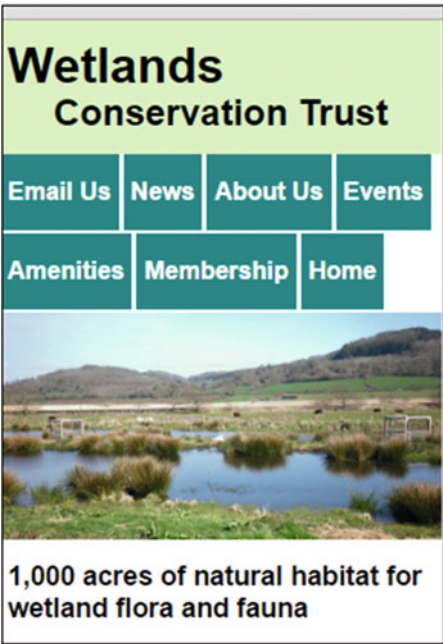 Wetlands
Conservation Trust
Email Us News About Us Events
Amenities Membership Home
1,000 acres of natural habitat for
wetland flora and fauna